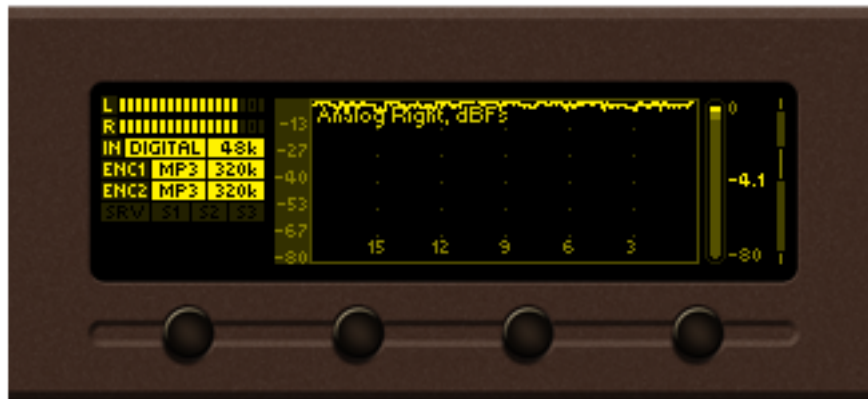 L
R
IN DIGITAL 48k
ENC1 MP3 320k
ENC2 MP3 320k
SRV S1 S2 S3
Analog Right, dBFs
-13
-27
-40
-53
-67
-80
15 12 9 6 3
0
-4.1
-80